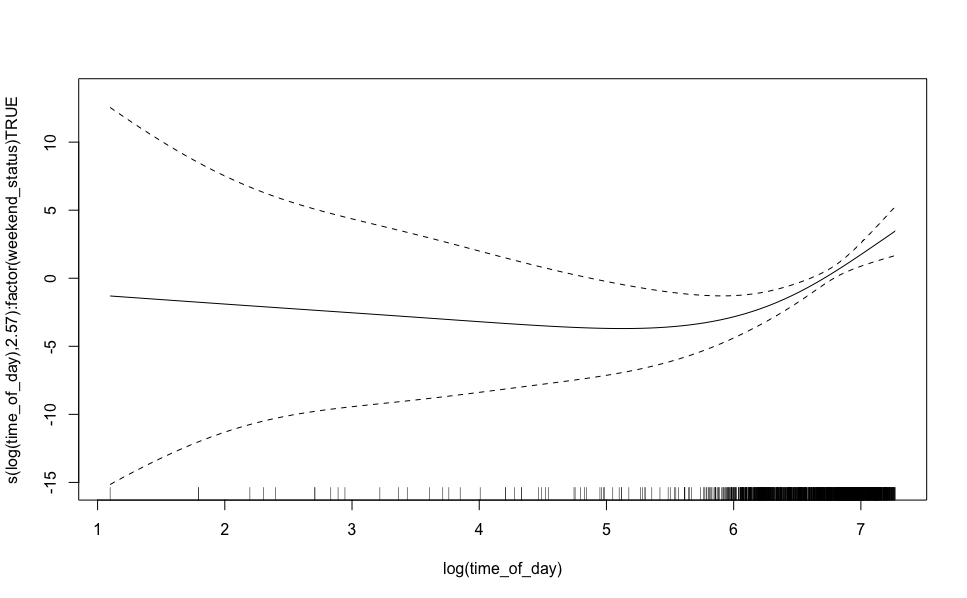 s(log(time_of_day),2.57):factor(weekend_status)TRUE
10
5
0
-5
-10
-15
1 2 3 4 5 6 7
log(time_of_day)